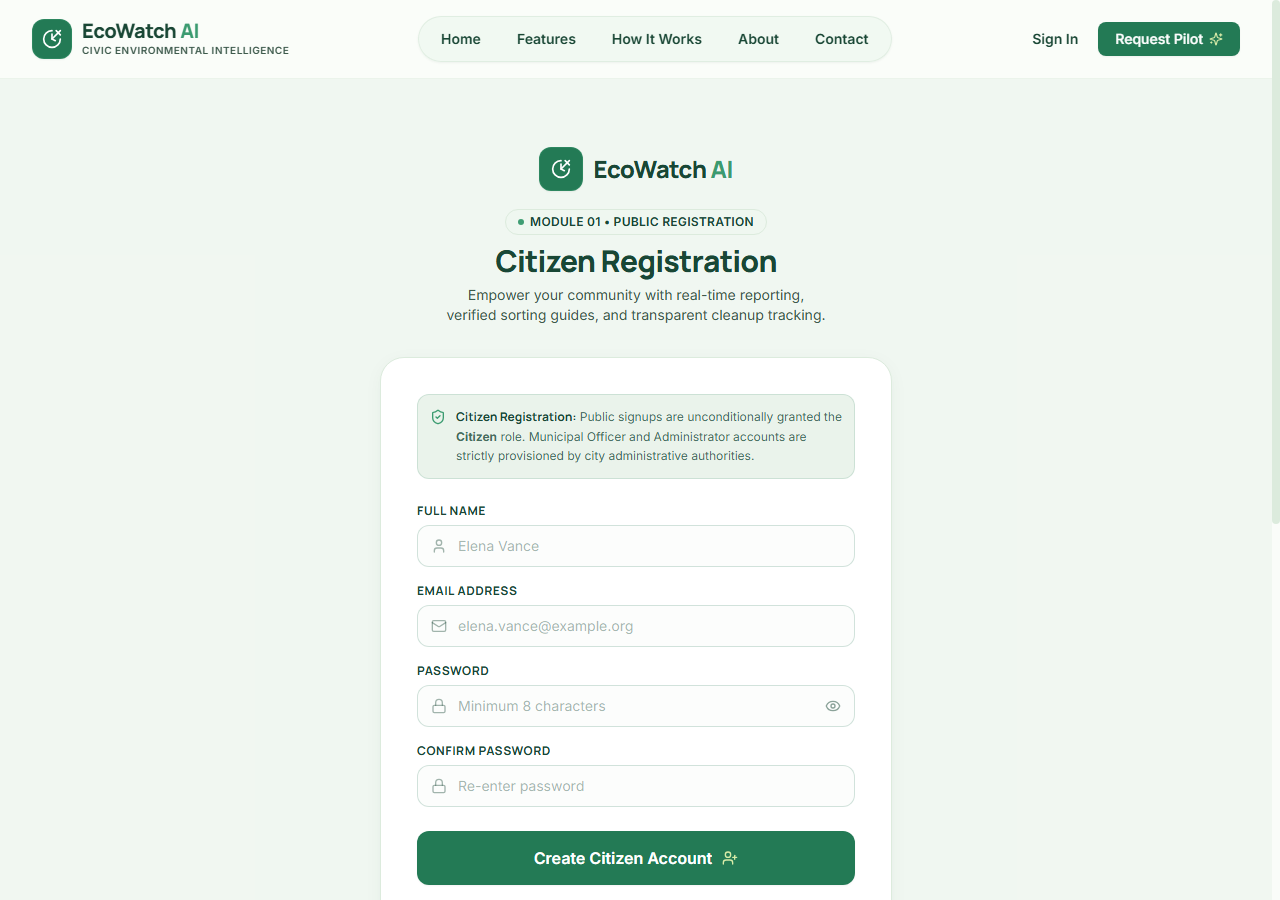 EcoWatch AI
CIVIC ENVIRONMENTAL INTELLIGENCE
Home
Features
How It Works
About
Contact
Sign In
Request Pilot
EcoWatch AI
MODULE 01 • PUBLIC REGISTRATION
Citizen Registration
Empower your community with real-time reporting,
verified sorting guides, and transparent cleanup tracking.
Citizen Registration: Public signups are unconditionally granted the
Citizen role. Municipal Officer and Administrator accounts are
strictly provisioned by city administrative authorities.
FULL NAME
Elena Vance
EMAIL ADDRESS
elena.vance@example.org
PASSWORD
Minimum 8 characters
CONFIRM PASSWORD
Re-enter password
Create Citizen Account